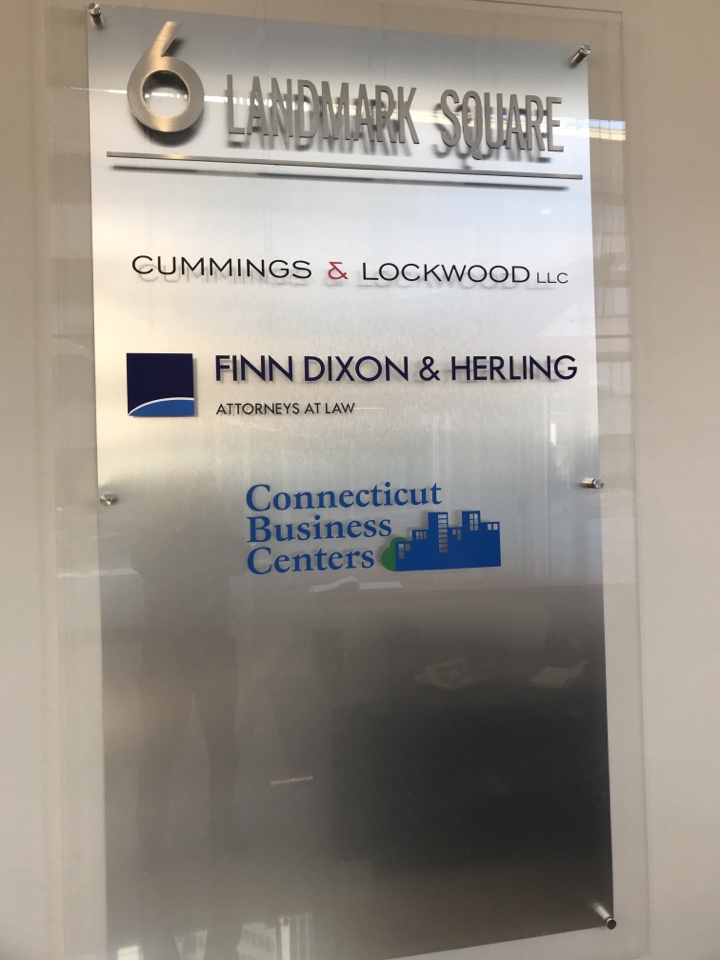 6 LANDMARK SQUARE
CUMMINGS & LOCKWOOD LLC
FINN DIXON & HERLING
ATTORNEYS AT LAW
Connecticut
Business
Centers